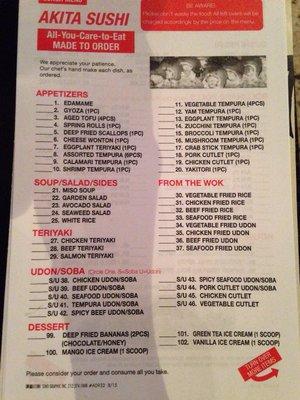 AKITA SUSHI
All-You-Care-to-Eat
MADE TO ORDER
BE AWARE!
Please don't waste the food! All left overs will be
charged accordingly by the price on the menu.
We appreciate your patience.
Our chef's hand make each dish, as
ordered.
APPETIZERS
1. EDAMAME
2. GYOZA (1PC)
3. AGED TOFU (4PCS)
4. SPRING ROLLS (1PC)
5. DEEP FRIED SCALLOPS (1PC)
6. CHEESE WONTON (1PC)
7. EGGPLANT TERIYAKI (1PC)
8. ASSORTED TEMPURA (6PCS)
9. CALAMARI TEMPURA (1PC)
10. SHRIMP TEMPURA (1PC)
11. VEGETABLE TEMPURA (4PCS)
12. YAM TEMPURA (1PC)
13. EGGPLANT TEMPURA (1PC)
14. ZUCCHINI TEMPURA (1PC)
15. BROCCOLI TEMPURA (1PC)
16. MUSHROOM TEMPURA (1PC)
17. CRAB STICK TEMPURA (1PC)
18. PORK CUTLET (1PC)
19. CHICKEN CUTLET (1PC)
20. YAKITORI (1PC)
SOUP/SALAD/SIDES
21. MISO SOUP
22. GARDEN SALAD
23. AVOCADO SALAD
24. SEAWEED SALAD
25. WHITE RICE
TERIYAKI
27. CHICKEN TERIYAKI
28. BEEF TERIYAKI
29. SALMON TERIYAKI
FROM THE WOK
30. VEGETABLE FRIED RICE
31. CHICKEN FRIED RICE
32. BEEF FRIED RICE
33. SEAFOOD FRIED RICE
34. VEGETABLE FRIED UDON
35. CHICKEN FRIED UDON
36. BEEF FRIED UDON
37. SEAFOOD FRIED UDON
UDON/SOBA (Circle One, S=Soba U=Udon)
S/U 38. CHICKEN UDON/SOBA
S/U 39. BEEF UDON/SOBA
S/U 40. SEAFOOD UDON/SOBA
S/U 41. TEMPURA UDON/SOBA
S/U 42. SPICY BEEF UDON/SOBA
S/U 43. SPICY SEAFOOD UDON/SOBA
S/U 44. PORK CUTLET UDON/SOBA
S/U 45. CHICKEN CUTLET
S/U 46. VEGETABLE CUTLET
DESSERT
99. DEEP FRIED BANANAS (2PCS)
(CHOCOLATE/HONEY)
100. MANGO ICE CREAM (1 SCOOP)
101. GREEN TEA ICE CREAM (1 SCOOP)
102. VANILLA ICE CREAM (1 SCOOP)
Please consider your order and consume all you take.
TURN OVER
MORE ITEMS